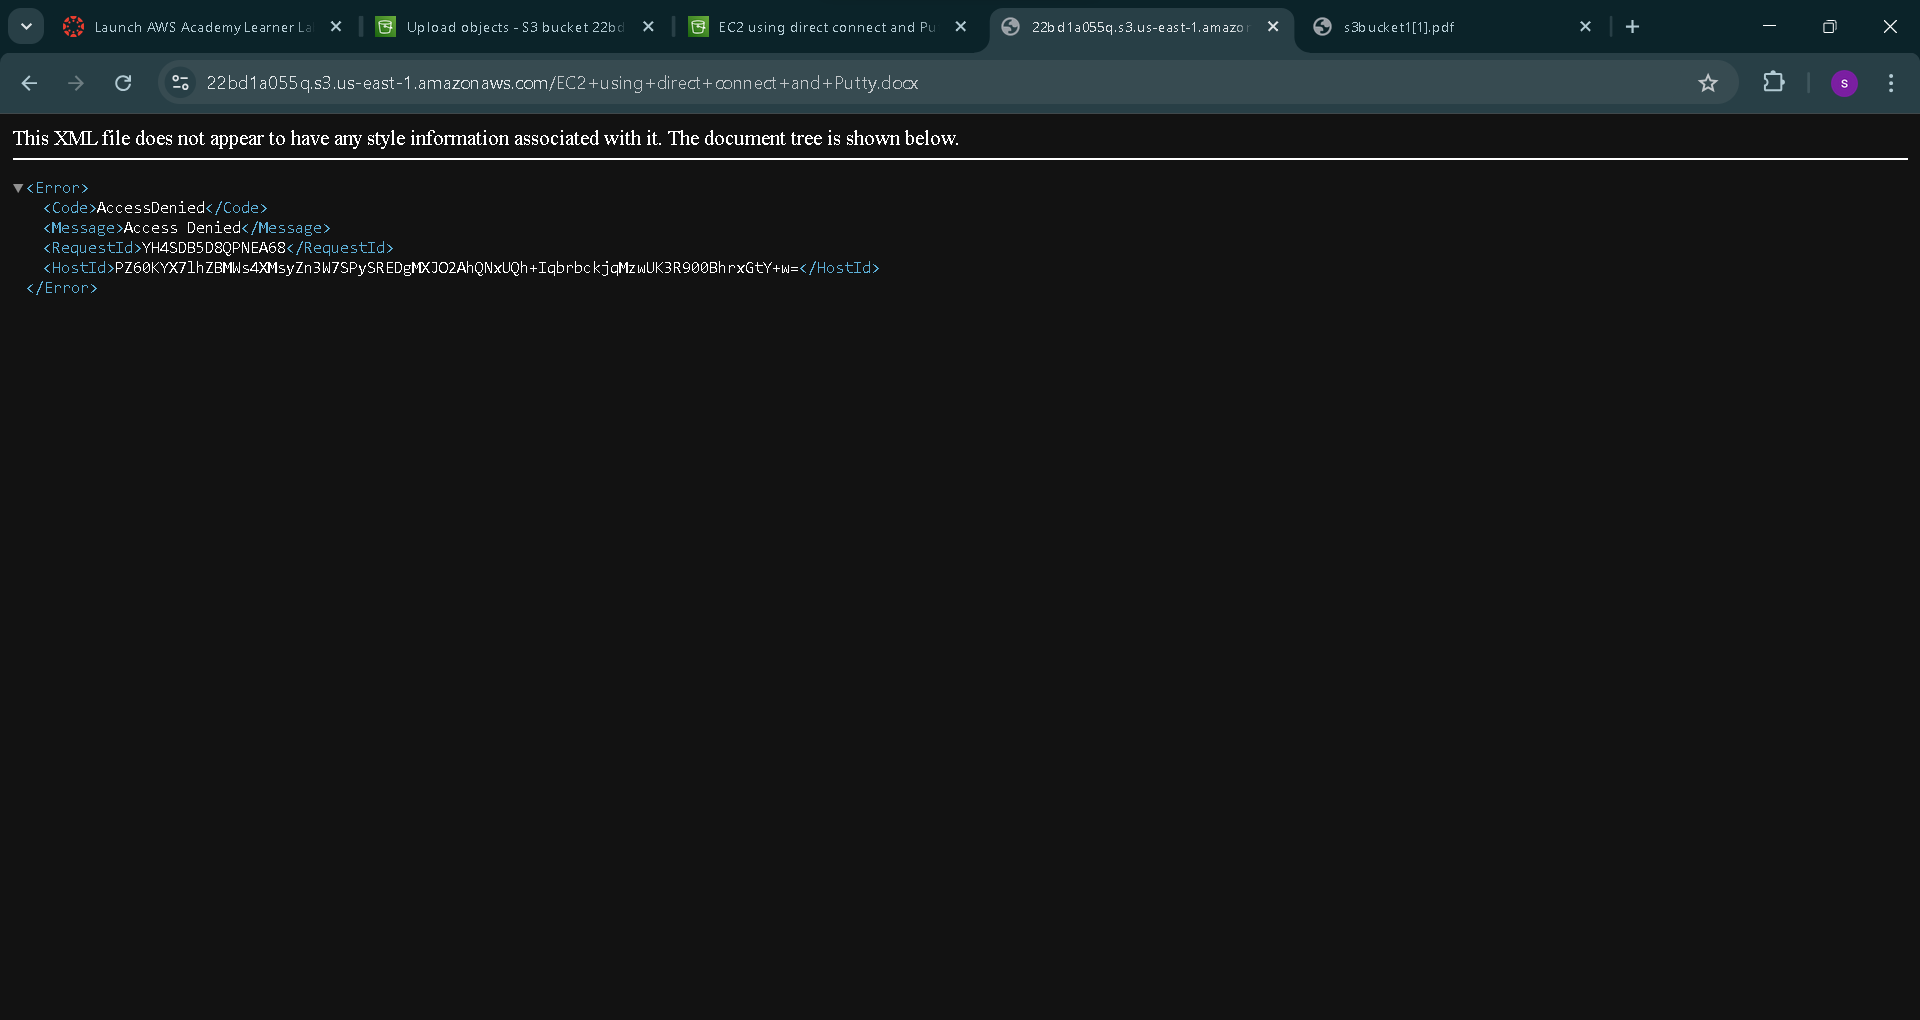 Launch AWS Academy Learner La
Upload objects - S3 bucket 22bd
EC2 using direct connect and Pu
22bd1a055q.s3.us-east-1.amazon
s3bucket1[1].pdf
22bd1a055q.s3.us-east-1.amazonaws.com/EC2+using+direct+connect+and+Putty.docx
S
This XML file does not appear to have any style information associated with it. The document tree is shown below.
<Error>
<Code>AccessDenied</Code>
<Message>Access Denied</Message>
<RequestId>YH4SDB5D8QPNEA68</RequestId>
<HostId>PZ60KYX7lhZBMWs4XMsyZn3W7SPySREDgMXJO2AhQNxUQh+IqbrbckjqMzwUK3R900BhrxGtY+w=</HostId>
</Error>